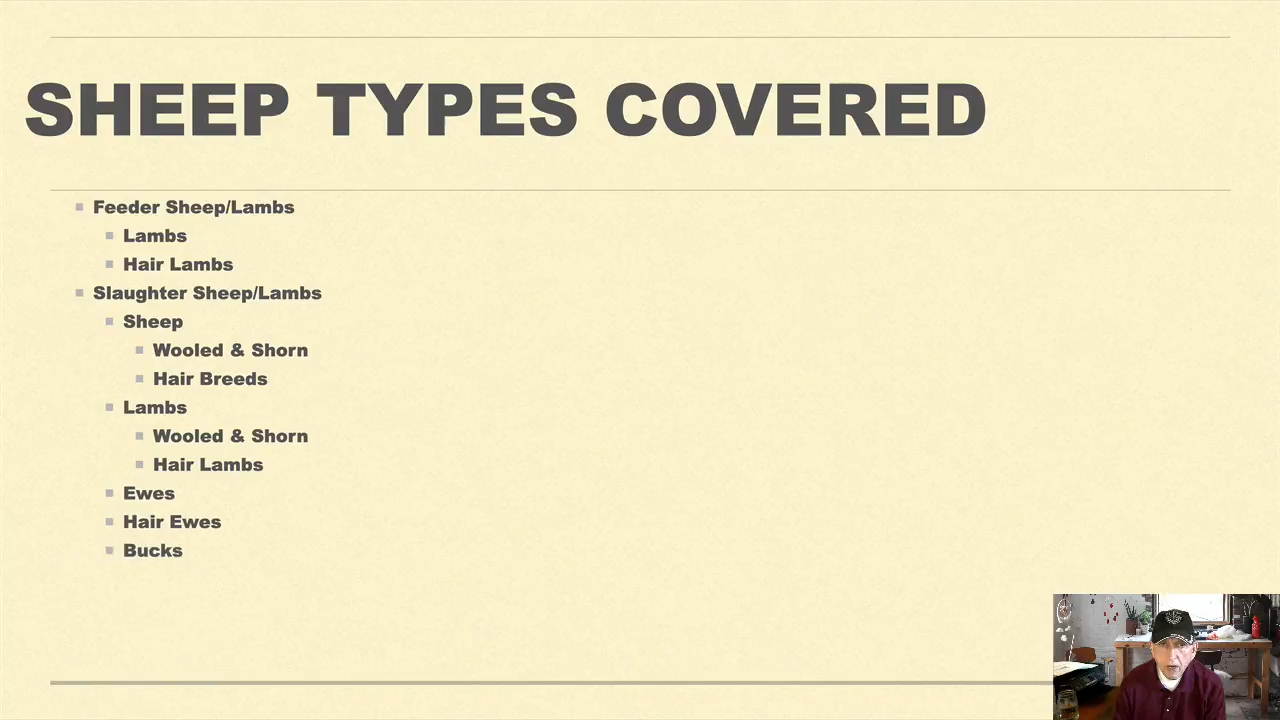 SHEEP TYPES COVERED
Feeder Sheep/Lambs
Lambs
Hair Lambs
Slaughter Sheep/Lambs
Sheep
Wooled & Shorn
Hair Breeds
Lambs
Wooled & Shorn
Hair Lambs
Ewes
Hair Ewes
Bucks